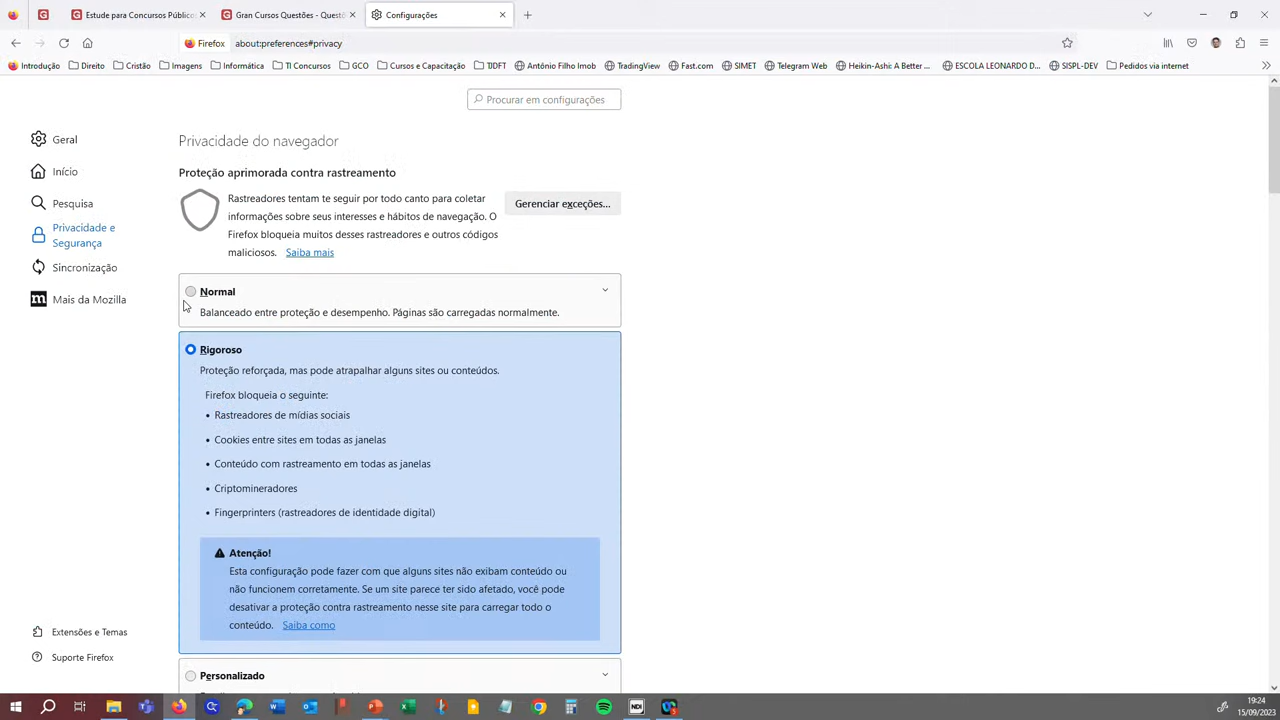 Estude para Concursos Públicos
Gran Cursos Questões - Questõ
Configurações
Firefox
about:preferences#privacy
Introdução
Direito
Cristão
Imagens
Informática
TI Concursos
GCO
Cursos e Capacitação
TJDFT
Antônio Filho Imob
TradingView
Fast.com
SIMET
Telegram Web
Heikin-Ashi: A Better ...
ESCOLA LEONARDO D...
SISPL-DEV
Pedidos via internet
Procurar em configurações
Geral
Início
Pesquisa
Privacidade e
Segurança
Sincronização
Mais da Mozilla
Extensões e Temas
Suporte Firefox
Privacidade do navegador
Proteção aprimorada contra rastreamento
Rastreadores tentam te seguir por todo canto para coletar
informações sobre seus interesses e hábitos de navegação. O
Firefox bloqueia muitos desses rastreadores e outros códigos
maliciosos. Saiba mais
Gerenciar exceções...
Normal
Balanceado entre proteção e desempenho. Páginas são carregadas normalmente.
Rigoroso
Proteção reforçada, mas pode atrapalhar alguns sites ou conteúdos.
Firefox bloqueia o seguinte:
• Rastreadores de mídias sociais
• Cookies entre sites em todas as janelas
• Conteúdo com rastreamento em todas as janelas
• Criptomineradores
• Fingerprinters (rastreadores de identidade digital)
Atenção!
Esta configuração pode fazer com que alguns sites não exibam conteúdo ou
não funcionem corretamente. Se um site parece ter sido afetado, você pode
desativar a proteção contra rastreamento nesse site para carregar todo o
conteúdo. Saiba como
Personalizado
NDI
19:24
15/09/2023